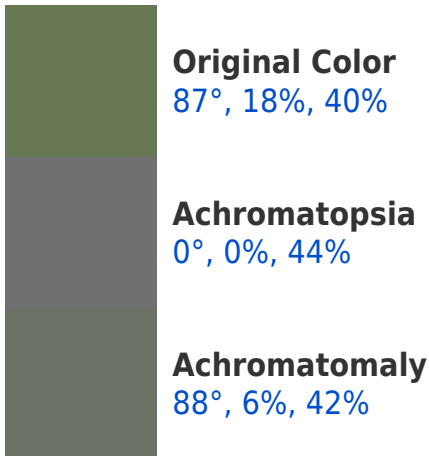 Original Color
87°, 18%, 40%
Achromatopsia
0°, 0%, 44%
Achromatomaly
88°, 6%, 42%